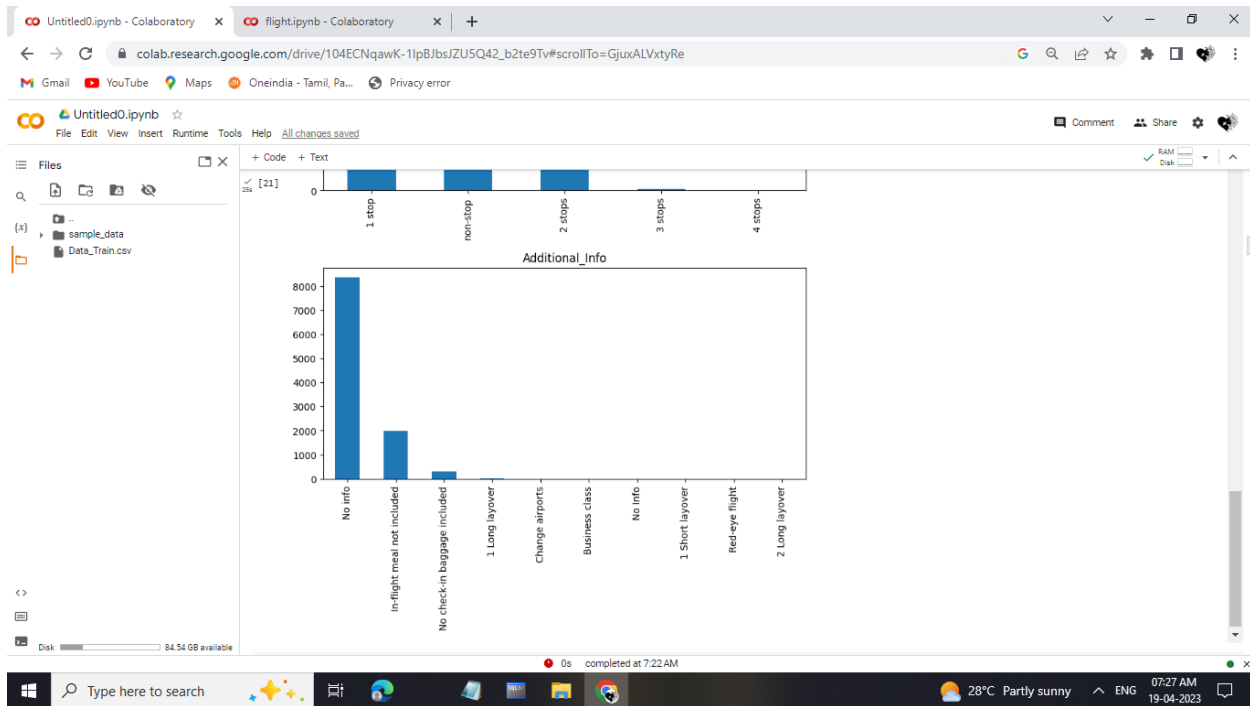 Untitled0.ipynb - Colaboratory
flight.ipynb - Colaboratory
colab.research.google.com/drive/104ECNqawK-1IpBJbsJZU5Q42_b2te9Tv#scrollTo=GjuxALVxtyRe
Gmail YouTube Maps Oneindia - Tamil, Pa... Privacy error
Untitled0.ipynb
File Edit View Insert Runtime Tools Help All changes saved
Comment Share
Files
+ Code + Text
RAM
Disk
..
sample_data
Data_Train.csv
{x}
[21]
25s
0
1 stop
non-stop
2 stops
3 stops
4 stops
Additional_Info
8000
7000
6000
5000
4000
3000
2000
1000
0
No info
In-flight meal not included
No check-in baggage included
1 Long layover
Change airports
Business class
No Info
1 Short layover
Red-eye flight
2 Long layover
<>
Disk 84.54 GB available
0s completed at 7:22 AM
Type here to search
28°C Partly sunny
ENG
07:27 AM
19-04-2023